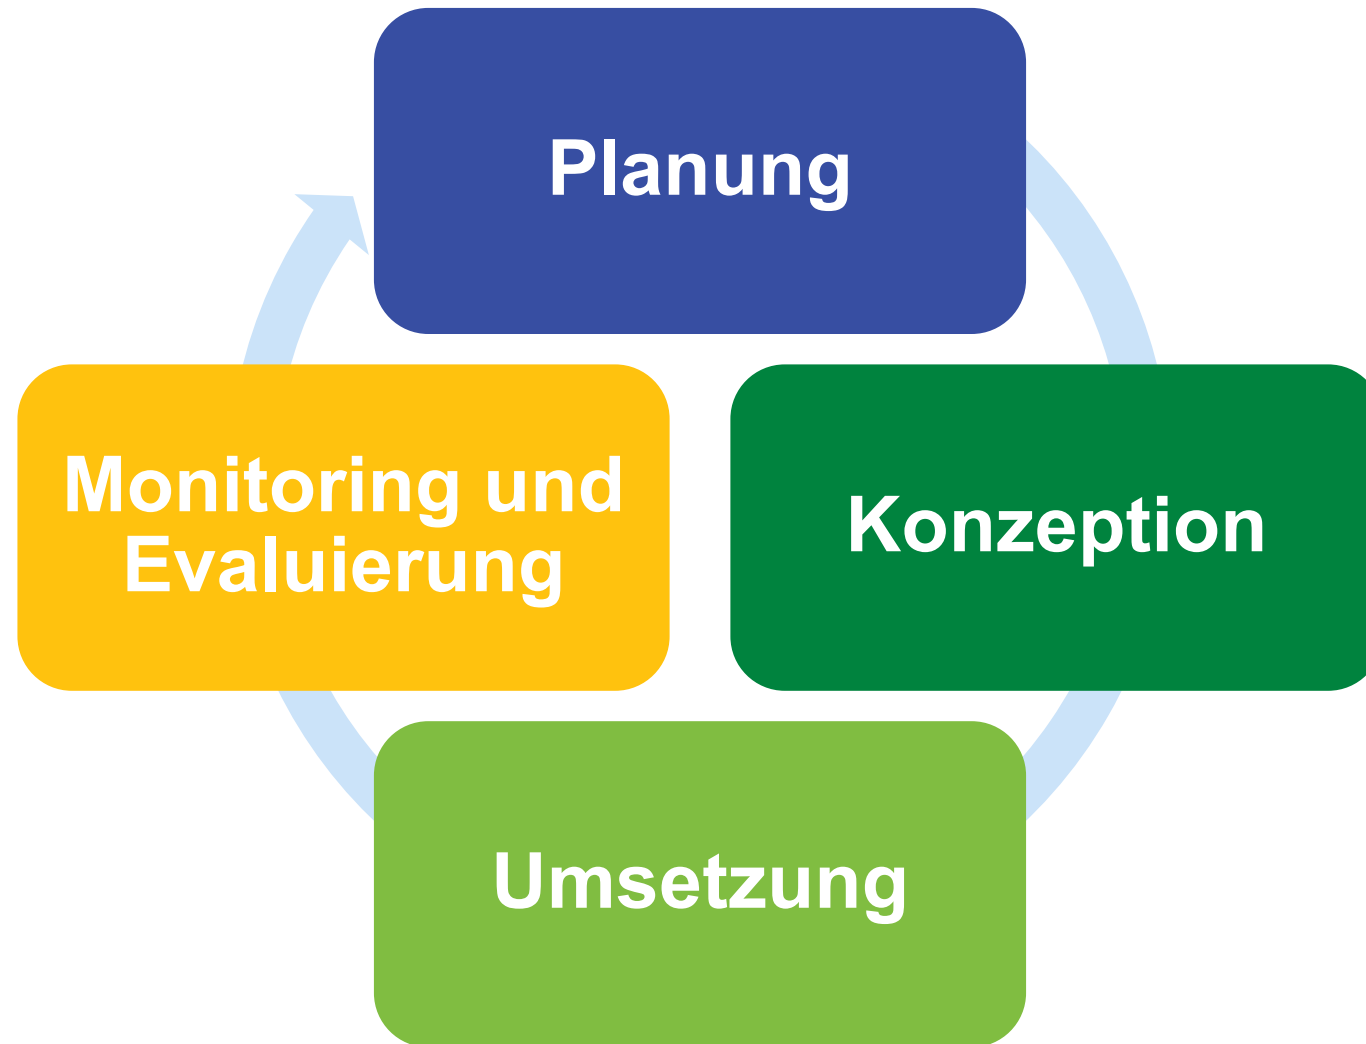 Planung
Monitoring und
Evaluierung
Konzeption
Umsetzung